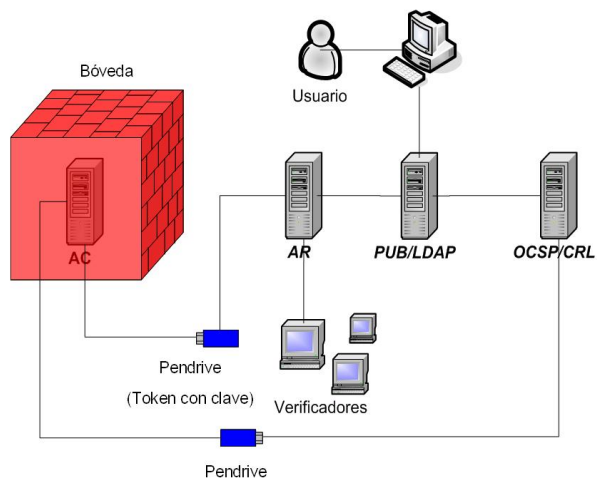 Bóveda
Usuario
AC
AR
PUB/LDAP
OCSP/CRL
Pendrive
(Token con clave)
Verificadores
Pendrive